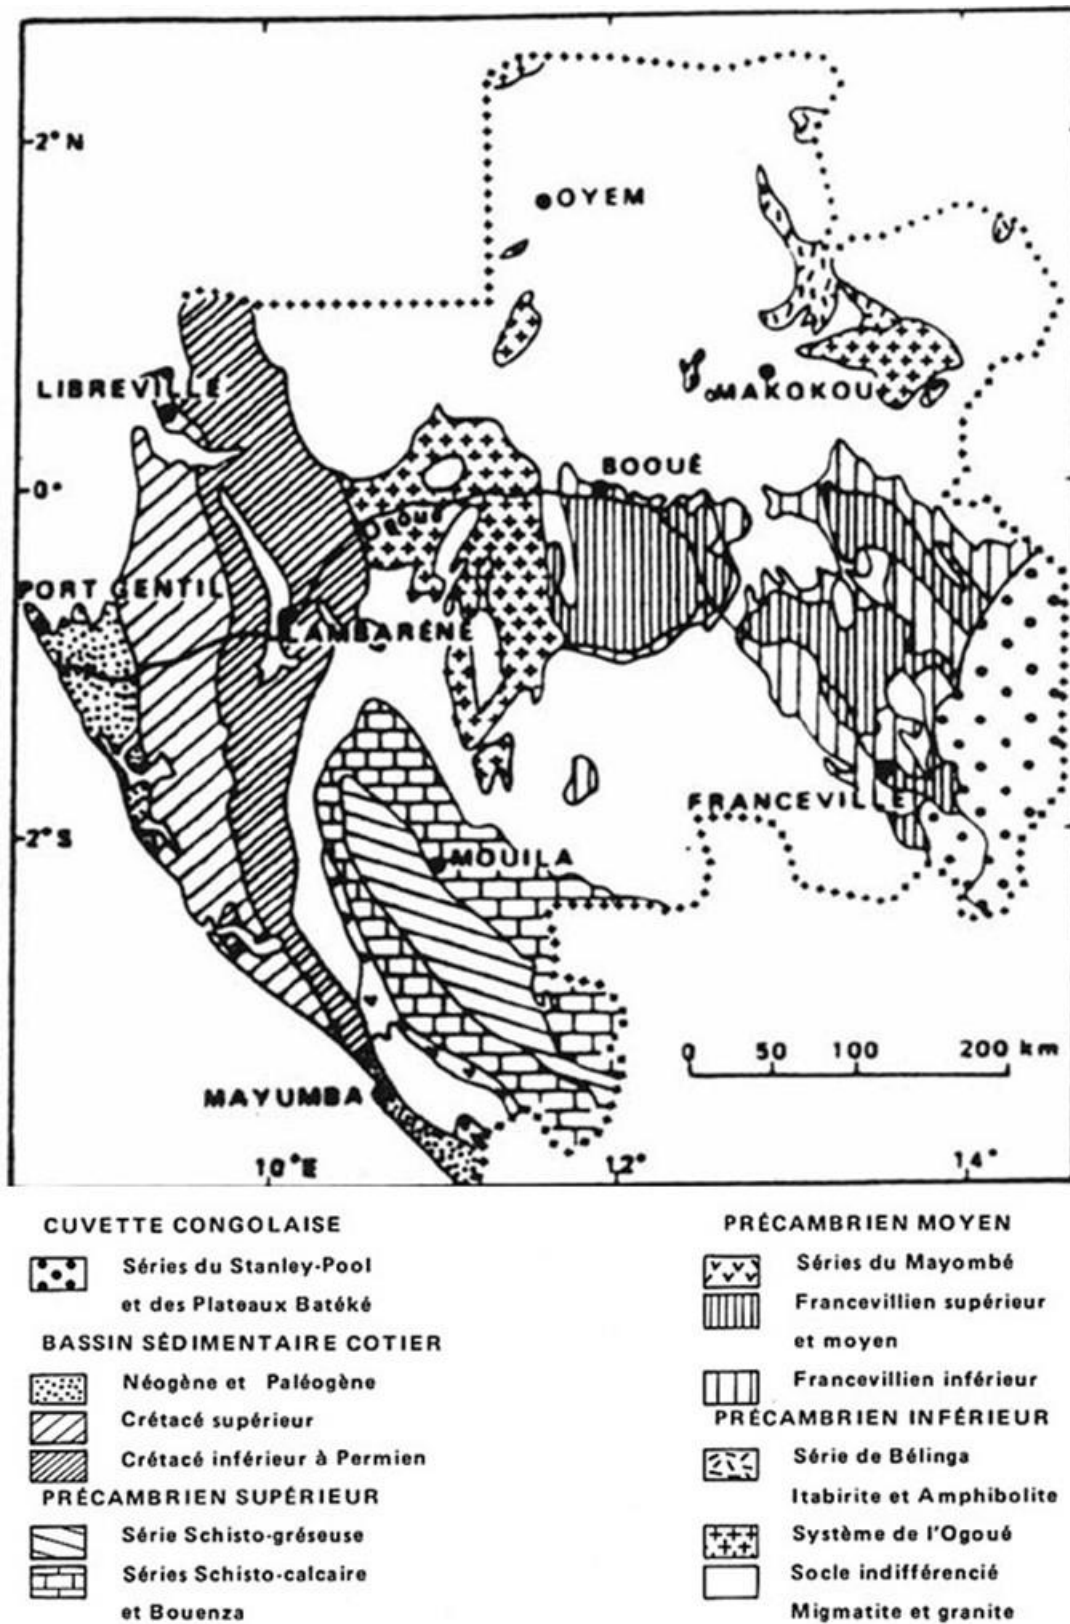 2° N
OYEM
LIBREVILLE
MAKOKOU
BOOUÉ
0°
Ogoué
PORT GENTIL
LAMBARÉNÉ
FRANCEVILLE
2° S
MOUILA
0 50 100 200 km
MAYUMBA
10°E 12° 14°
CUVETTE CONGOLAISE
Séries du Stanley-Pool
et des Plateaux Batéké
BASSIN SÉDIMENTAIRE COTIER
Néogène et Paléogène
Crétacé supérieur
Crétacé inférieur à Permien
PRÉCAMBRIEN SUPÉRIEUR
Série Schisto-gréseuse
Séries Schisto-calcaire
et Bouenza
PRÉCAMBRIEN MOYEN
Séries du Mayombé
Francevillien supérieur
et moyen
Francevillien inférieur
PRÉCAMBRIEN INFÉRIEUR
Série de Bélinga
Itabirite et Amphibolite
Système de l'Ogoué
Socle indifférencié
Migmatite et granite